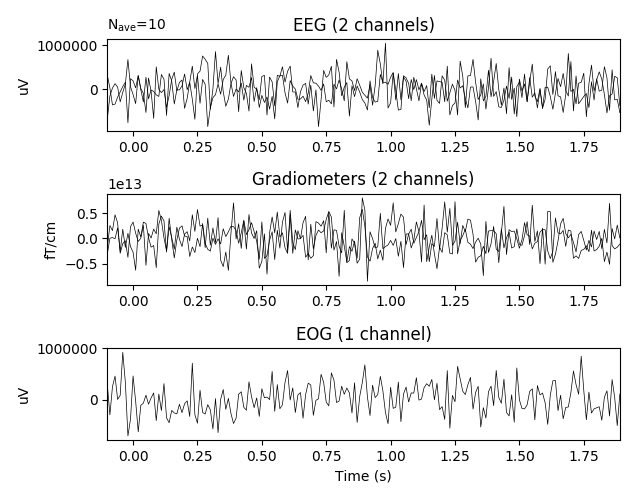 N_ave=10
EEG (2 channels)
1000000
0
uV
0.00 0.25 0.50 0.75 1.00 1.25 1.50 1.75
1e13
Gradiometers (2 channels)
0.5
0.0
−0.5
fT/cm
0.00 0.25 0.50 0.75 1.00 1.25 1.50 1.75
EOG (1 channel)
1000000
0
uV
0.00 0.25 0.50 0.75 1.00 1.25 1.50 1.75
Time (s)